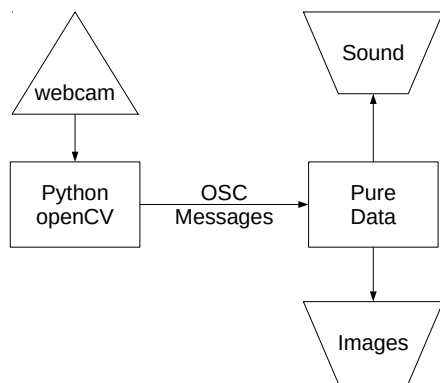 webcam
Python
openCV
OSC
Messages
Sound
Pure
Data
Images